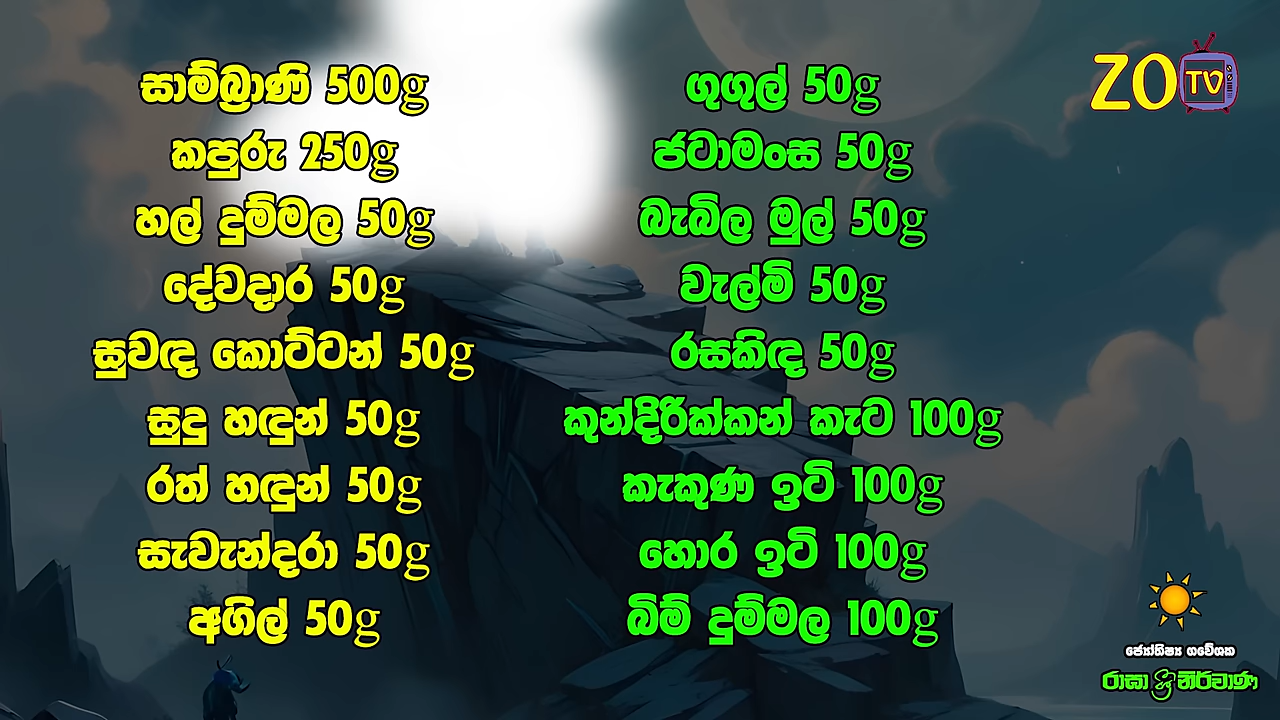 සාම්බ්‍රාණි 500g
කපුරු 250g
හල් දුම්මල 50g
දේවදාර 50g
සුවඳ කොට්ටන් 50g
සුදු හඳුන් 50g
රත් හඳුන් 50g
සැවැන්දරා 50g
අගිල් 50g
ගුගුල් 50g
ජටාමංස 50g
බැබිල මුල් 50g
වැල්මි 50g
රසකිඳ 50g
කුන්දිරික්කන් කැට 100g
කැකුණ ඉටි 100g
හොර ඉටි 100g
බිම් දුම්මල 100g
ZO TV
ජ්‍යෝතිෂ්‍ය ගවේශක
රාඝා ශ්‍රී නිර්වාණ